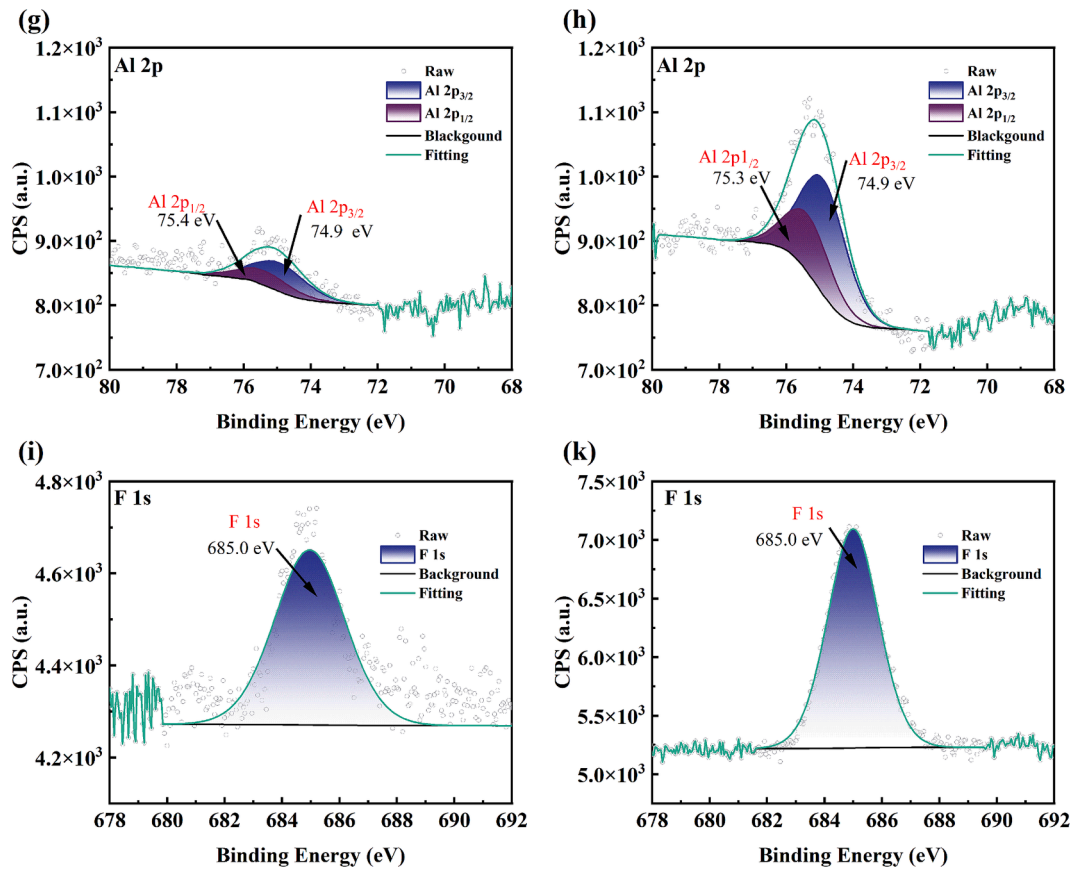 (g)
Al 2p
Raw
Al 2p3/2
Al 2p1/2
Blackgound
Fitting
Al 2p1/2
75.4 eV
Al 2p3/2
74.9 eV
1.2×10³
1.1×10³
1.0×10³
9.0×10²
8.0×10²
7.0×10²
CPS (a.u.)
80 78 76 74 72 70 68
Binding Energy (eV)
(h)
Al 2p
Raw
Al 2p3/2
Al 2p1/2
Blackgound
Fitting
Al 2p1/2
75.3 eV
Al 2p3/2
74.9 eV
1.2×10³
1.1×10³
1.0×10³
9.0×10²
8.0×10²
7.0×10²
CPS (a.u.)
80 78 76 74 72 70 68
Binding Energy (eV)
(i)
F 1s
F 1s
685.0 eV
Raw
F 1s
Background
Fitting
4.8×10³
4.6×10³
4.4×10³
4.2×10³
CPS (a.u.)
678 680 682 684 686 688 690 692
Binding Energy (eV)
(k)
F 1s
F 1s
685.0 eV
Raw
F 1s
Background
Fitting
7.5×10³
7.0×10³
6.5×10³
6.0×10³
5.5×10³
5.0×10³
CPS (a.u.)
678 680 682 684 686 688 690 692
Binding Energy (eV)